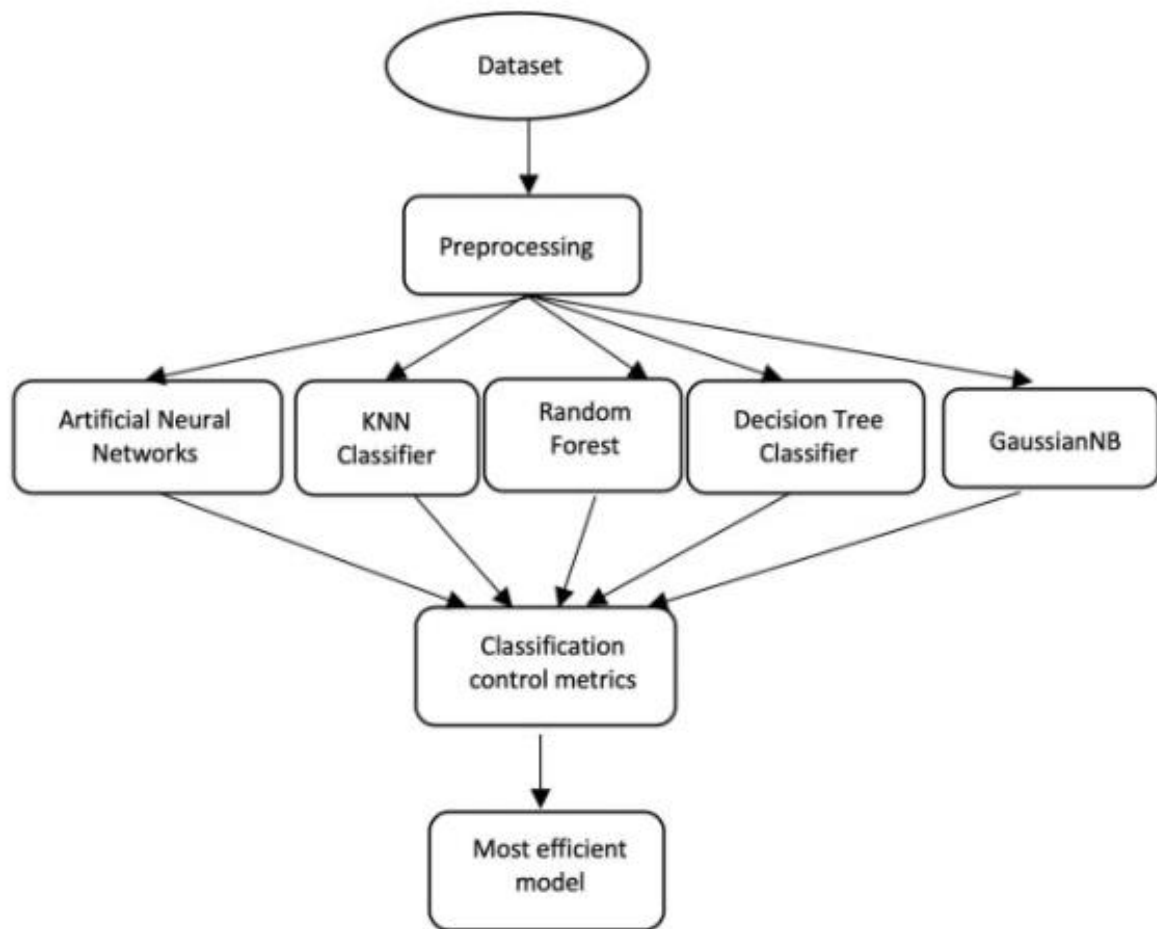 Dataset
Preprocessing
Artificial Neural
Networks
KNN
Classifier
Random
Forest
Decision Tree
Classifier
GaussianNB
Classification
control metrics
Most efficient
model